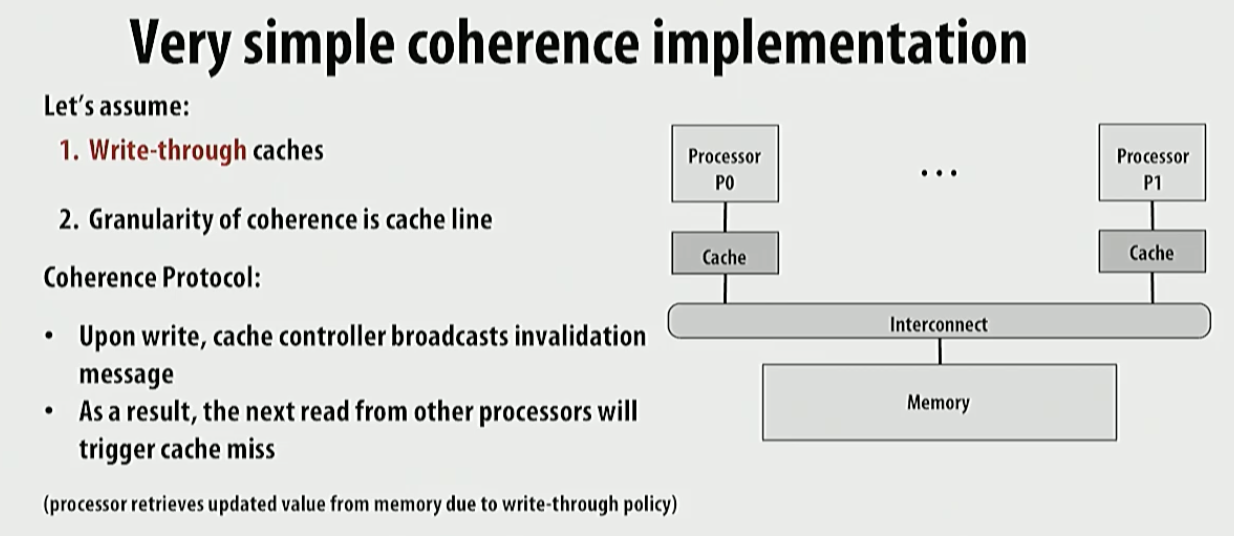 Very simple coherence implementation
Let's assume:
1. Write-through caches
2. Granularity of coherence is cache line
Coherence Protocol:
• Upon write, cache controller broadcasts invalidation
message
• As a result, the next read from other processors will
trigger cache miss
(processor retrieves updated value from memory due to write-through policy)
Processor
P0
• • •
Processor
P1
Cache
Cache
Interconnect
Memory